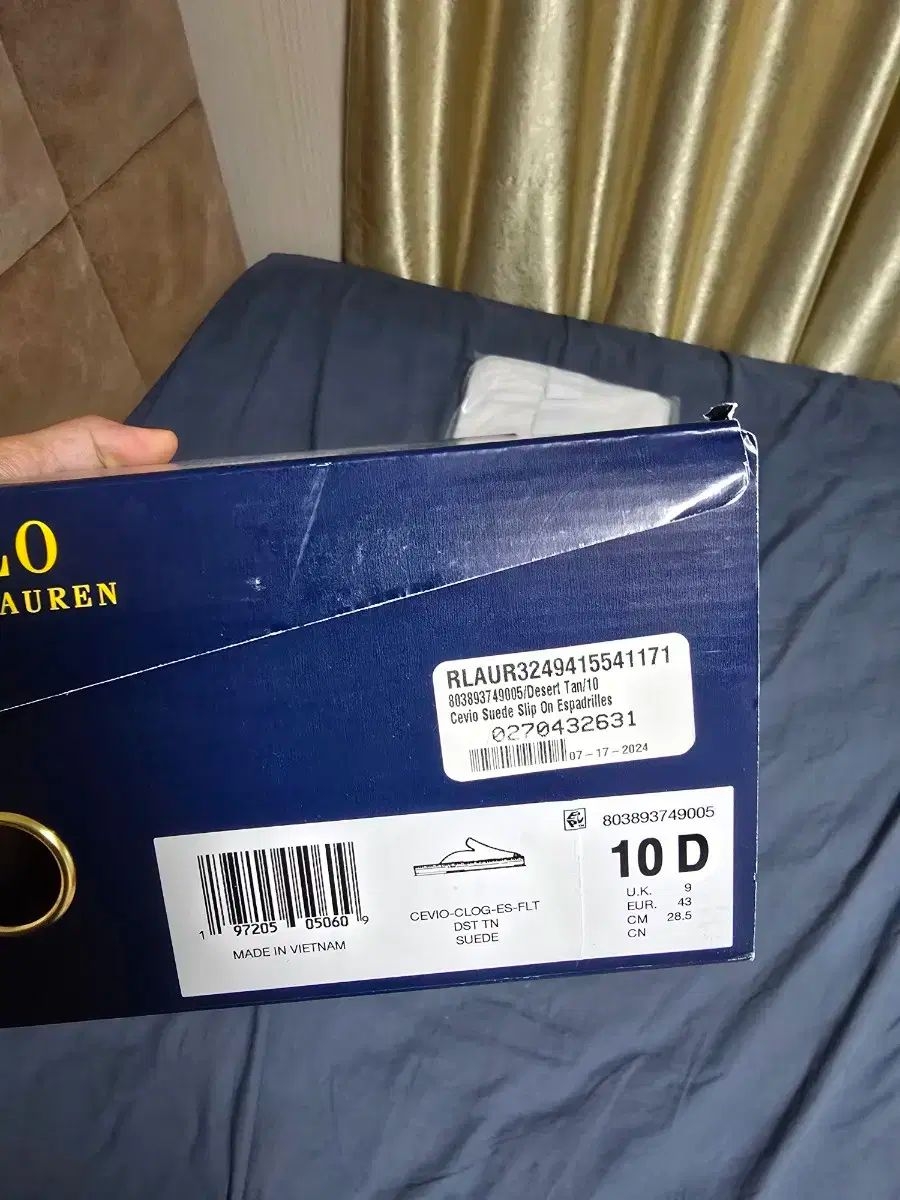 LO
AUREN
RLAUR3249415541171
803893749005/Desert Tan/10
Cevio Suede Slip On Espadrilles
0270432631
07-17-2024
803893749005
10 D
U.K. 9
EUR. 43
CM 28.5
CN
CEVIO-CLOG-ES-FLT
DST TN
SUEDE
1 97205 05060 9
MADE IN VIETNAM